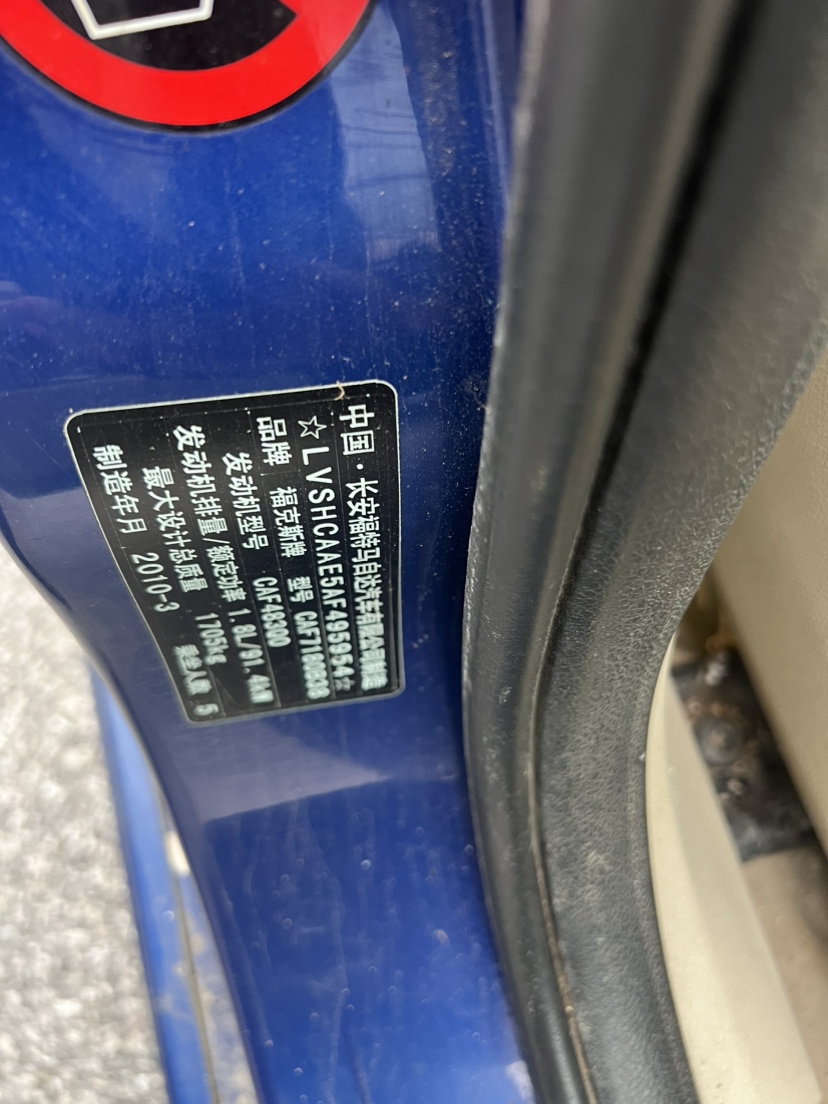 中国·长安福特马自达汽车有限公司制造
☆LVSHCAAE5AF495954☆
品牌 福克斯牌 型号 CAF7180B38
发动机型号 CAF483Q0
发动机排量/额定功率 1.8L/91.4kW
最大设计总质量 1705kg 乘坐人数 5
制造年月 2010-3